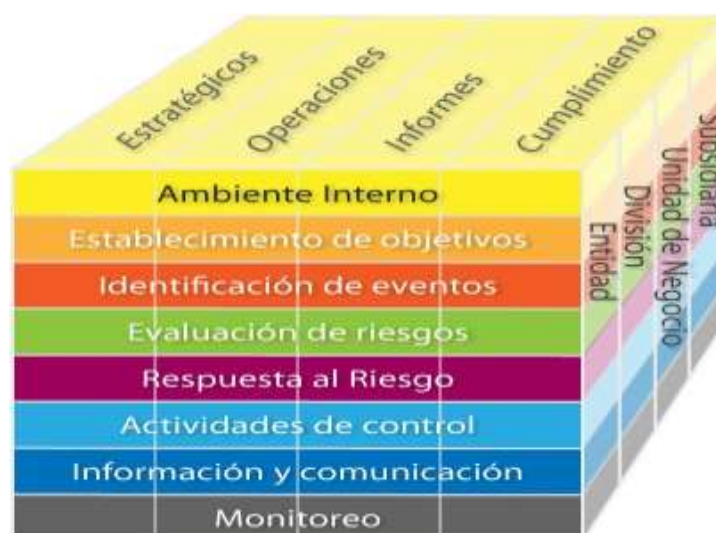 Estratégicos
Operaciones
Informes
Cumplimiento
Ambiente Interno
Establecimiento de objetivos
Identificación de eventos
Evaluación de riesgos
Respuesta al Riesgo
Actividades de control
Información y comunicación
Monitoreo
Entidad
División
Unidad de Negocio
Subsidiaria